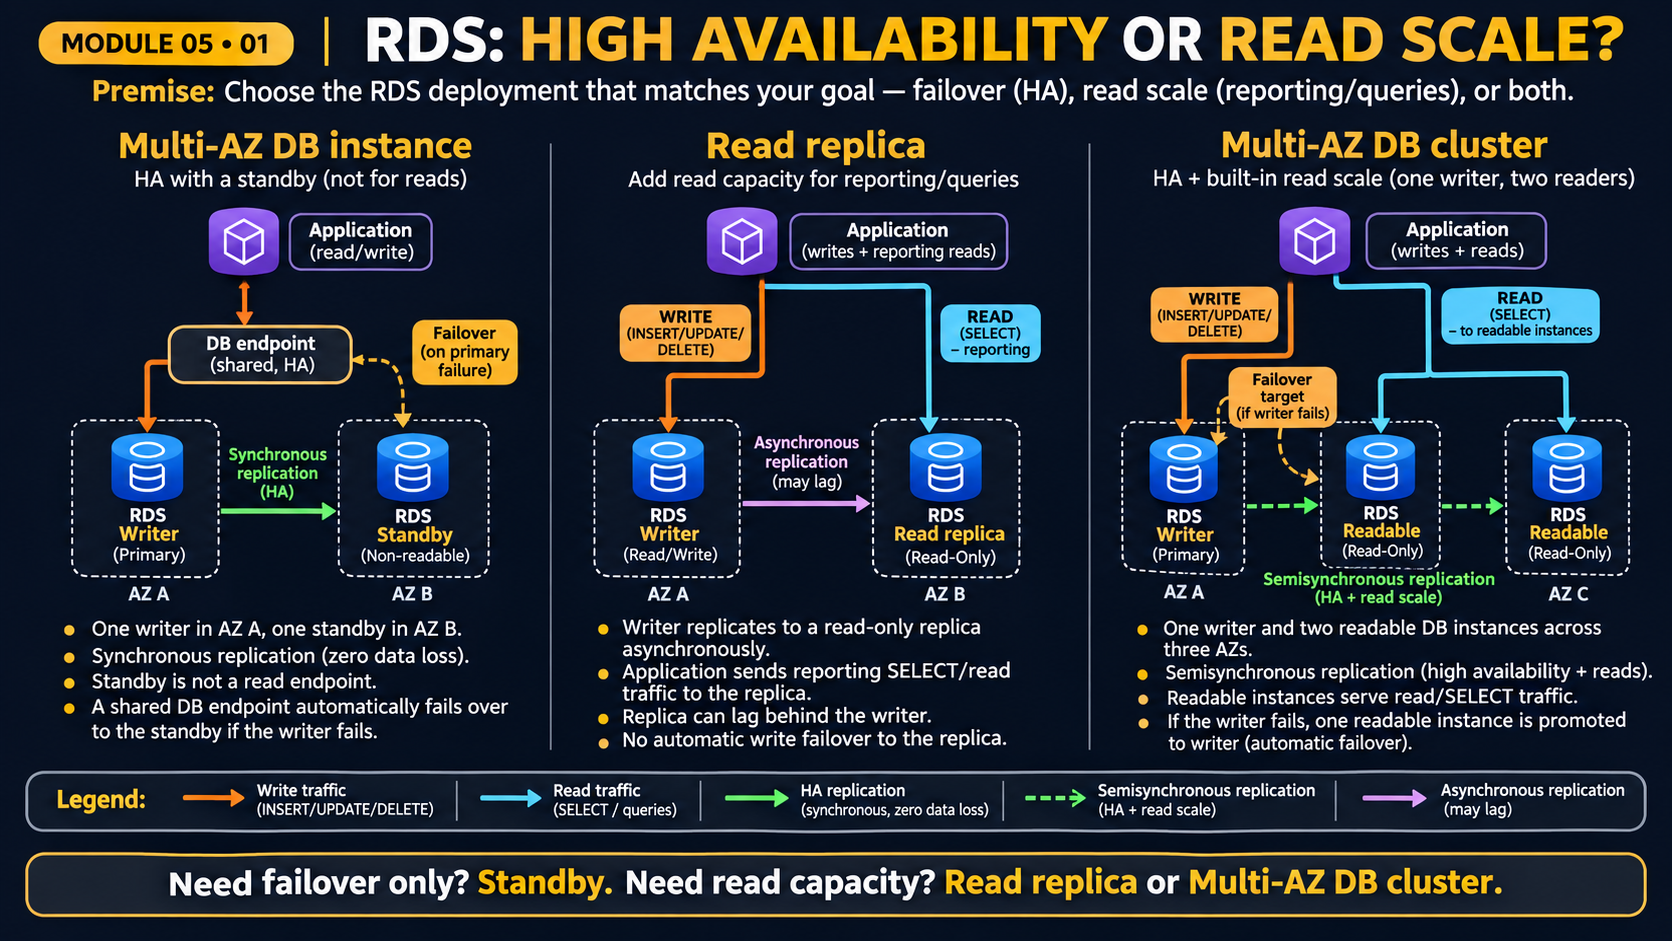 MODULE 05 • 01
RDS: HIGH AVAILABILITY OR READ SCALE?
Premise: Choose the RDS deployment that matches your goal — failover (HA), read scale (reporting/queries), or both.
Multi-AZ DB instance
HA with a standby (not for reads)
Application
(read/write)
DB endpoint
(shared, HA)
Failover
(on primary
failure)
Synchronous
replication
(HA)
RDS
Writer
(Primary)
AZ A
RDS
Standby
(Non-readable)
AZ B
• One writer in AZ A, one standby in AZ B.
• Synchronous replication (zero data loss).
• Standby is not a read endpoint.
• A shared DB endpoint automatically fails over
to the standby if the writer fails.
Read replica
Add read capacity for reporting/queries
Application
(writes + reporting reads)
WRITE
(INSERT/UPDATE/
DELETE)
READ
(SELECT)
– reporting
Asynchronous
replication
(may lag)
RDS
Writer
(Read/Write)
AZ A
RDS
Read replica
(Read-Only)
AZ B
• Writer replicates to a read-only replica
asynchronously.
• Application sends reporting SELECT/read
traffic to the replica.
• Replica can lag behind the writer.
• No automatic write failover to the replica.
Multi-AZ DB cluster
HA + built-in read scale (one writer, two readers)
Application
(writes + reads)
WRITE
(INSERT/UPDATE/
DELETE)
READ
(SELECT)
– to readable instances
Failover
target
(if writer fails)
RDS
Writer
(Primary)
AZ A
RDS
Readable
(Read-Only)
RDS
Readable
(Read-Only)
AZ C
Semisynchronous replication
(HA + read scale)
• One writer and two readable DB instances across
three AZs.
• Semisynchronous replication (high availability + reads).
• Readable instances serve read/SELECT traffic.
• If the writer fails, one readable instance is promoted
to writer (automatic failover).
Legend:
Write traffic
(INSERT/UPDATE/DELETE)
Read traffic
(SELECT / queries)
HA replication
(synchronous, zero data loss)
Semisynchronous replication
(HA + read scale)
Asynchronous replication
(may lag)
Need failover only? Standby. Need read capacity? Read replica or Multi-AZ DB cluster.